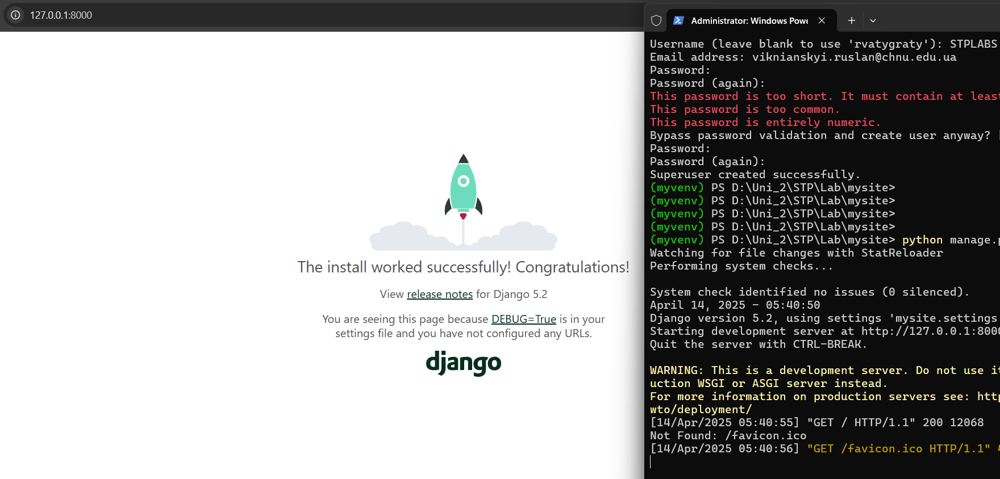 127.0.0.1:8000
The install worked successfully! Congratulations!
View release notes for Django 5.2
You are seeing this page because DEBUG=True is in your
settings file and you have not configured any URLs.
django
Administrator: Windows Powe
Username (leave blank to use 'rvatygraty'): STPLABS
Email address: viknianskyi.ruslan@chnu.edu.ua
Password:
Password (again):
This password is too short. It must contain at least
This password is too common.
This password is entirely numeric.
Bypass password validation and create user anyway?
Password:
Password (again):
Superuser created successfully.
(myvenv) PS D:\Uni_2\STP\Lab\mysite>
(myvenv) PS D:\Uni_2\STP\Lab\mysite>
(myvenv) PS D:\Uni_2\STP\Lab\mysite>
(myvenv) PS D:\Uni_2\STP\Lab\mysite>
(myvenv) PS D:\Uni_2\STP\Lab\mysite> python manage.p
Watching for file changes with StatReloader
Performing system checks...
System check identified no issues (0 silenced).
April 14, 2025 - 05:40:50
Django version 5.2, using settings 'mysite.settings
Starting development server at http://127.0.0.1:8000
Quit the server with CTRL-BREAK.
WARNING: This is a development server. Do not use it
uction WSGI or ASGI server instead.
For more information on production servers see: http
wto/deployment/
[14/Apr/2025 05:40:55] "GET / HTTP/1.1" 200 12068
Not Found: /favicon.ico
[14/Apr/2025 05:40:56] "GET /favicon.ico HTTP/1.1"